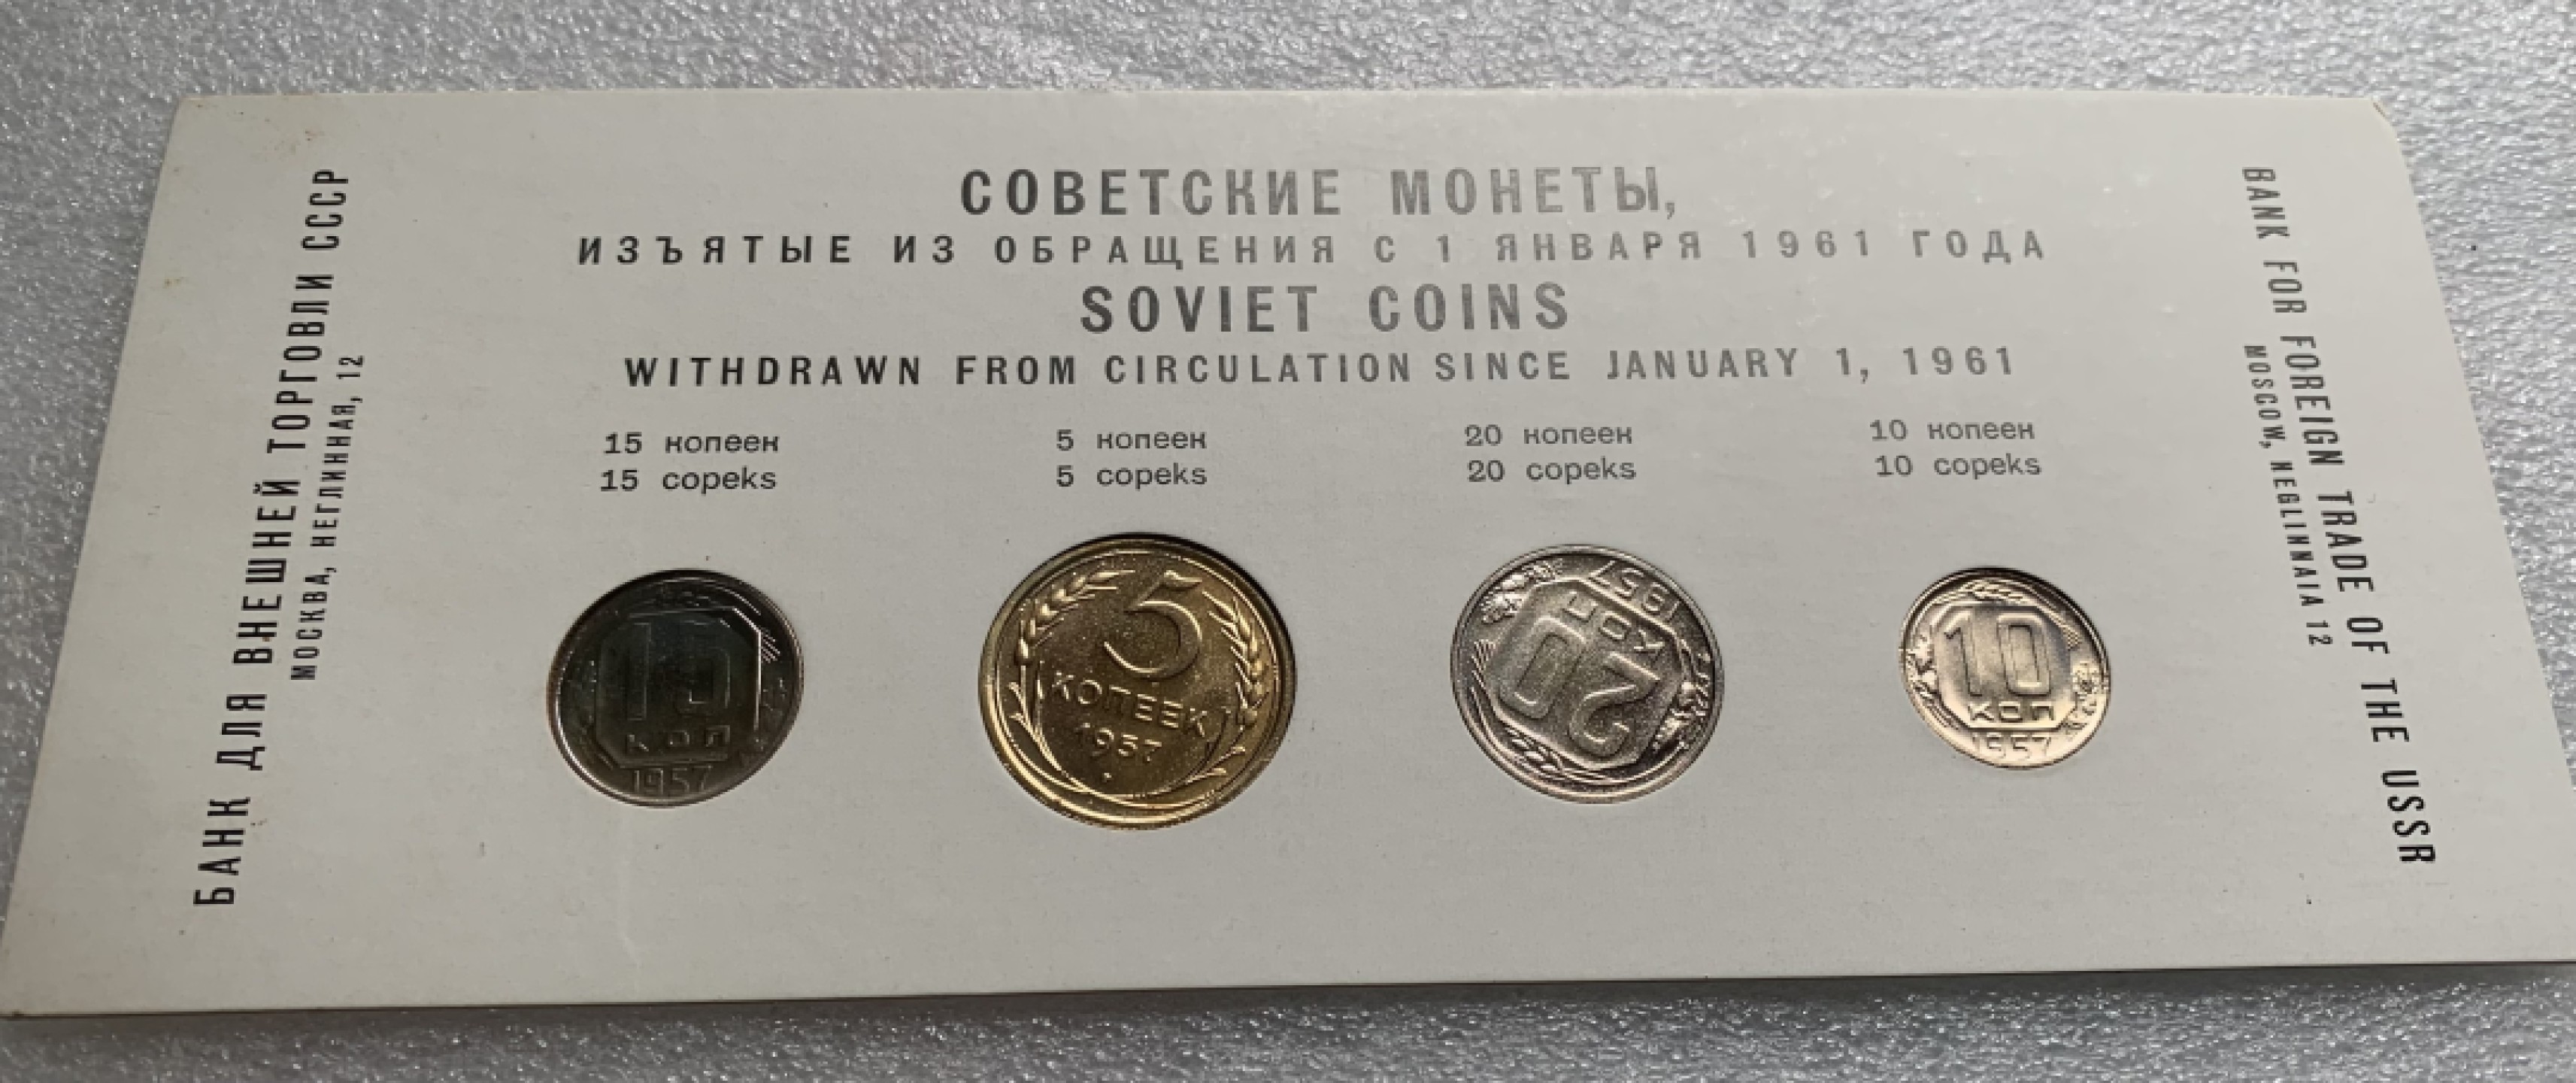 СОВЕТСКИЕ МОНЕТЫ,
ИЗЪЯТЫЕ ИЗ ОБРАЩЕНИЯ С 1 ЯНВАРЯ 1961 ГОДА
SOVIET COINS
WITHDRAWN FROM CIRCULATION SINCE JANUARY 1, 1961
БАНК ДЛЯ ВНЕШНЕЙ ТОРГОВЛИ СССР
МОСКВА, НЕГЛИННАЯ, 12
15 копеек
15 copeks
5 копеек
5 copeks
20 копеек
20 copeks
10 копеек
10 copeks
15
КОП
1957
5
КОПЕЕК
1957
20
КОП
1957
10
КОП
1957
BANK FOR FOREIGN TRADE OF THE USSR
MOSCOW, NEGLINNAIA 12